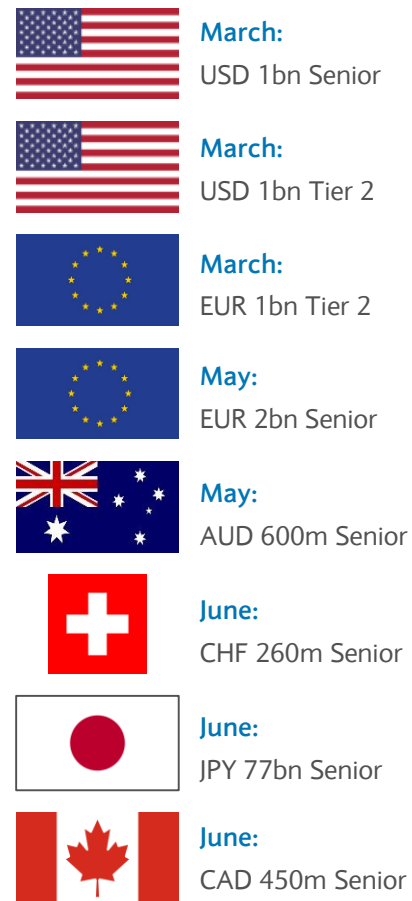 March:
USD 1bn Senior
March:
USD 1bn Tier 2
March:
EUR 1bn Tier 2
May:
EUR 2bn Senior
May:
AUD 600m Senior
June:
CHF 260m Senior
June:
JPY 77bn Senior
June:
CAD 450m Senior